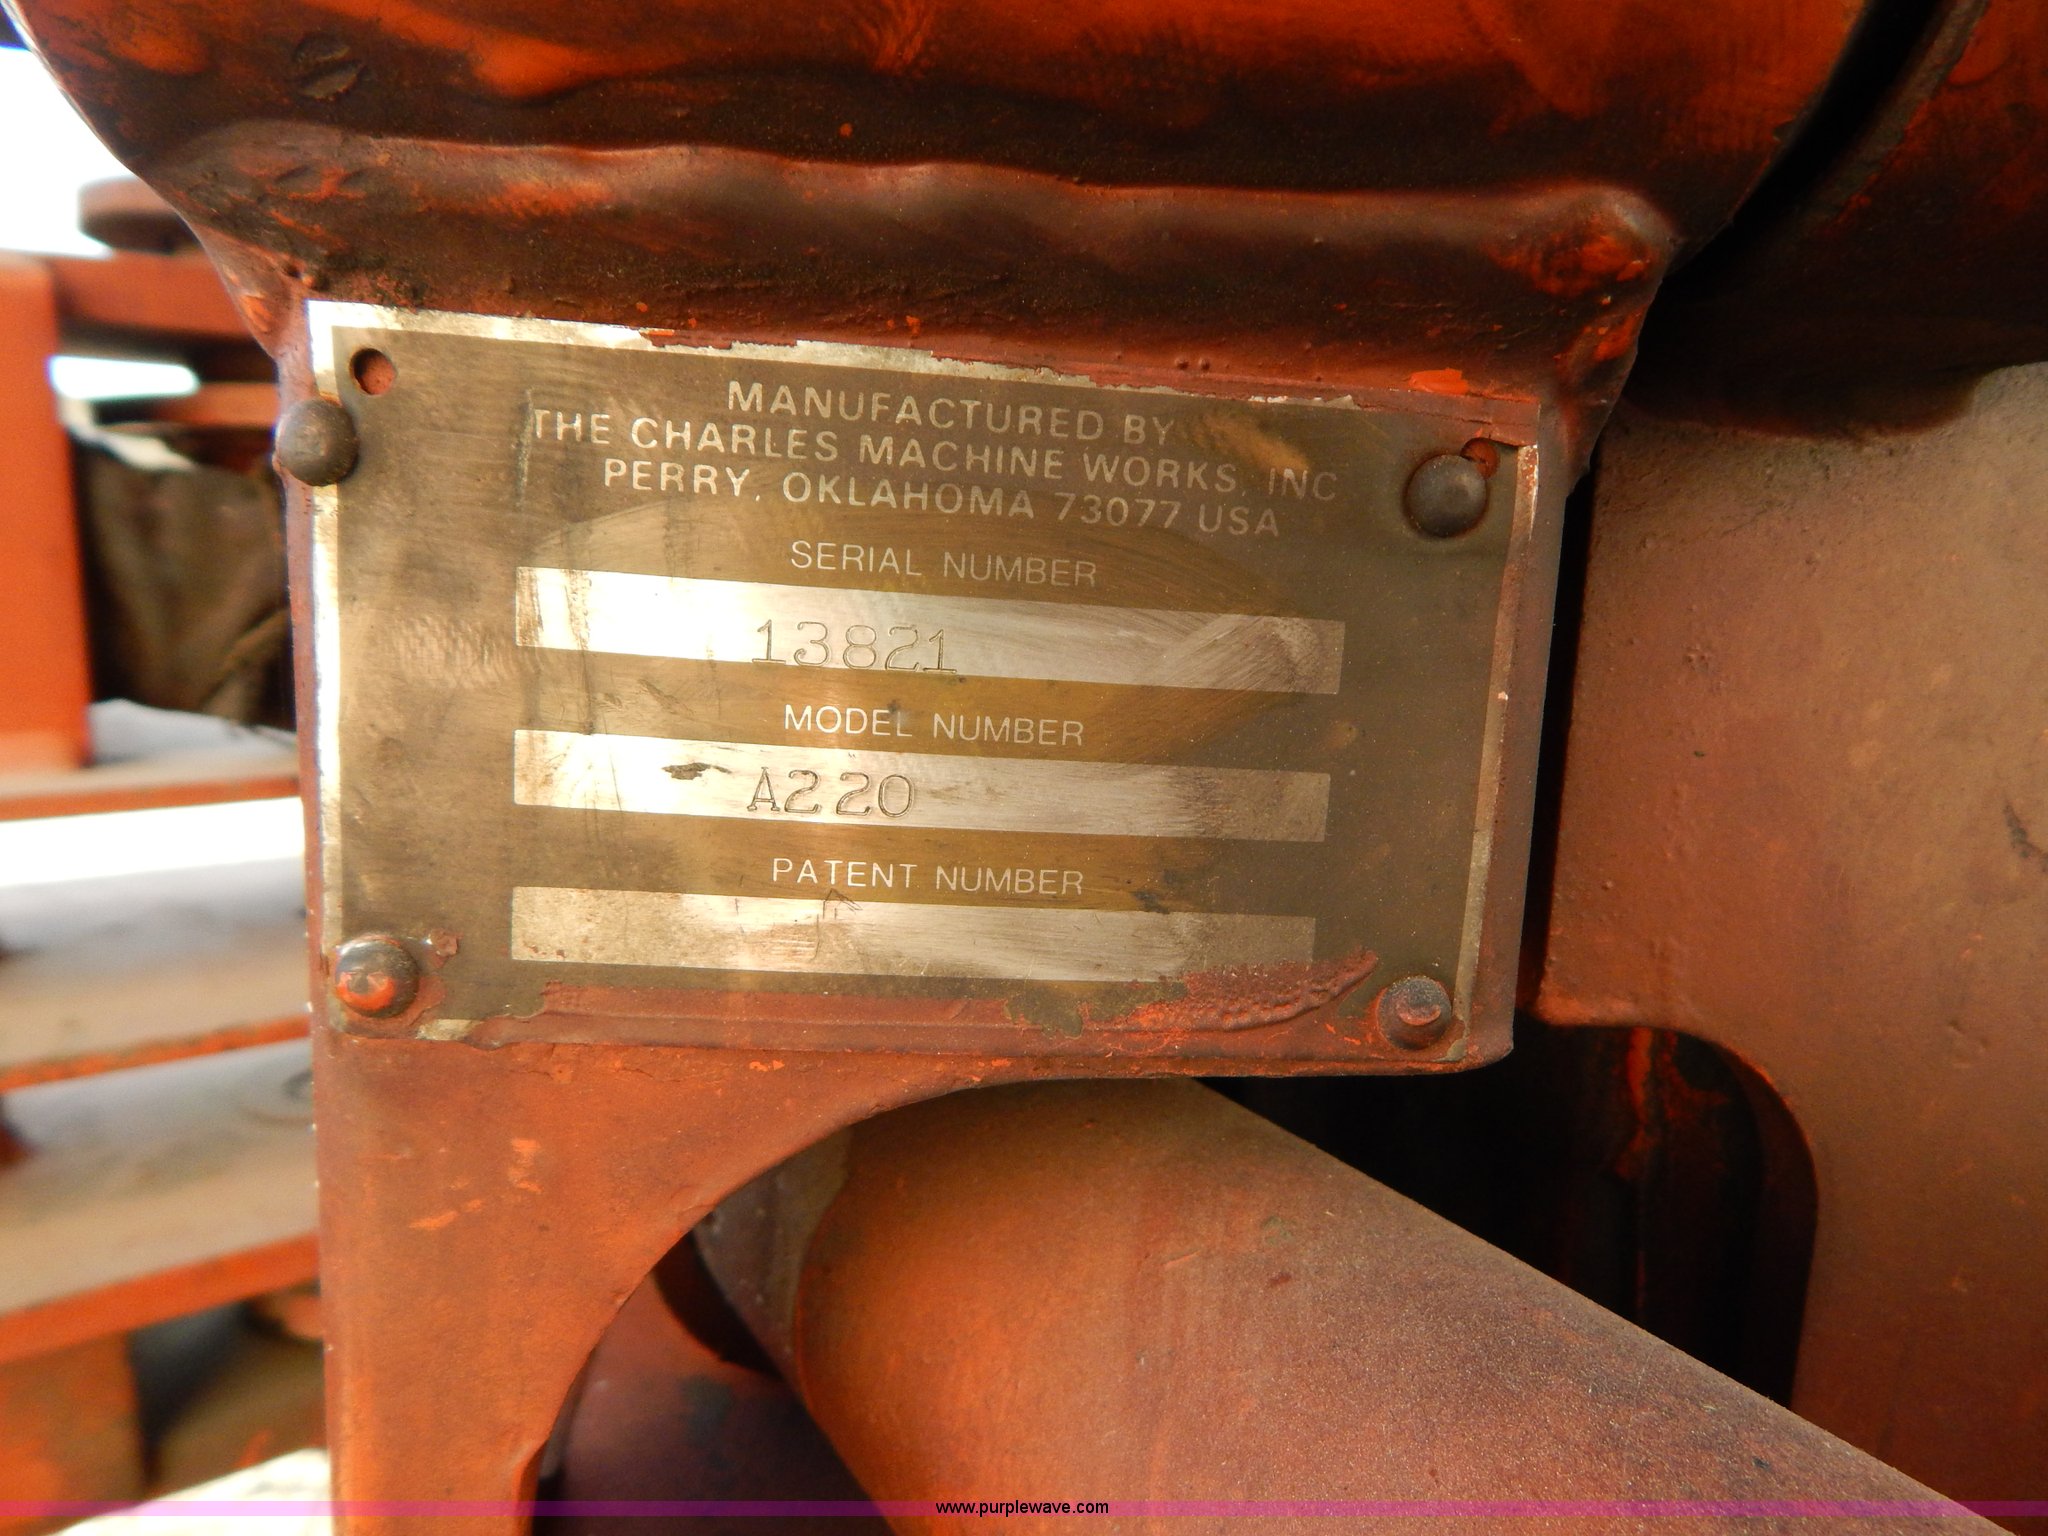 MANUFACTURED BY
THE CHARLES MACHINE WORKS, INC
PERRY, OKLAHOMA 73077 USA
SERIAL NUMBER
13821
MODEL NUMBER
A220
PATENT NUMBER
www.purplewave.com